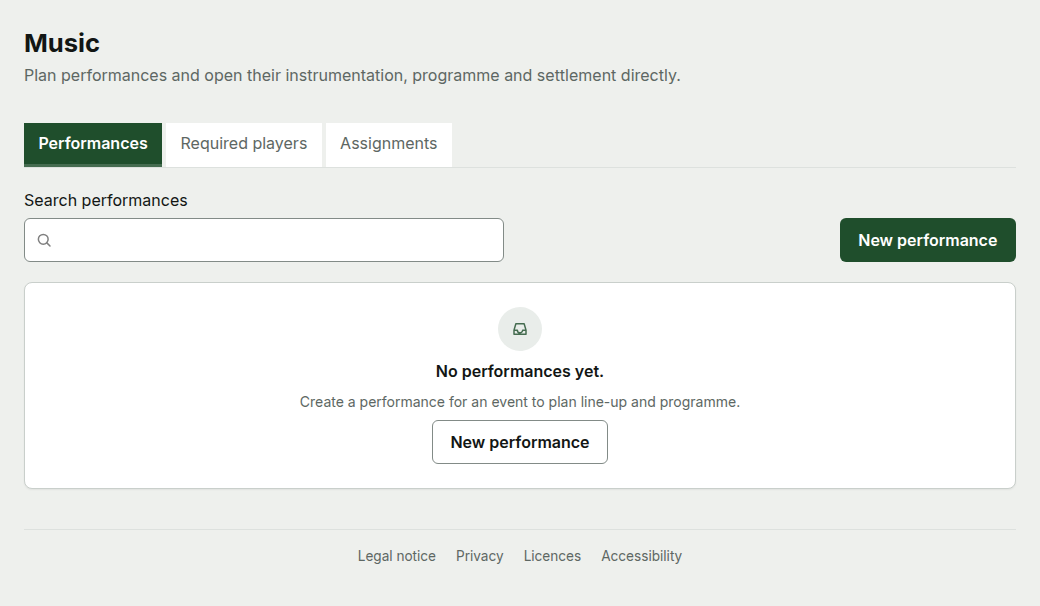 Music
Plan performances and open their instrumentation, programme and settlement directly.
Performances
Required players
Assignments
Search performances
New performance
No performances yet.
Create a performance for an event to plan line-up and programme.
New performance
Legal notice
Privacy
Licences
Accessibility